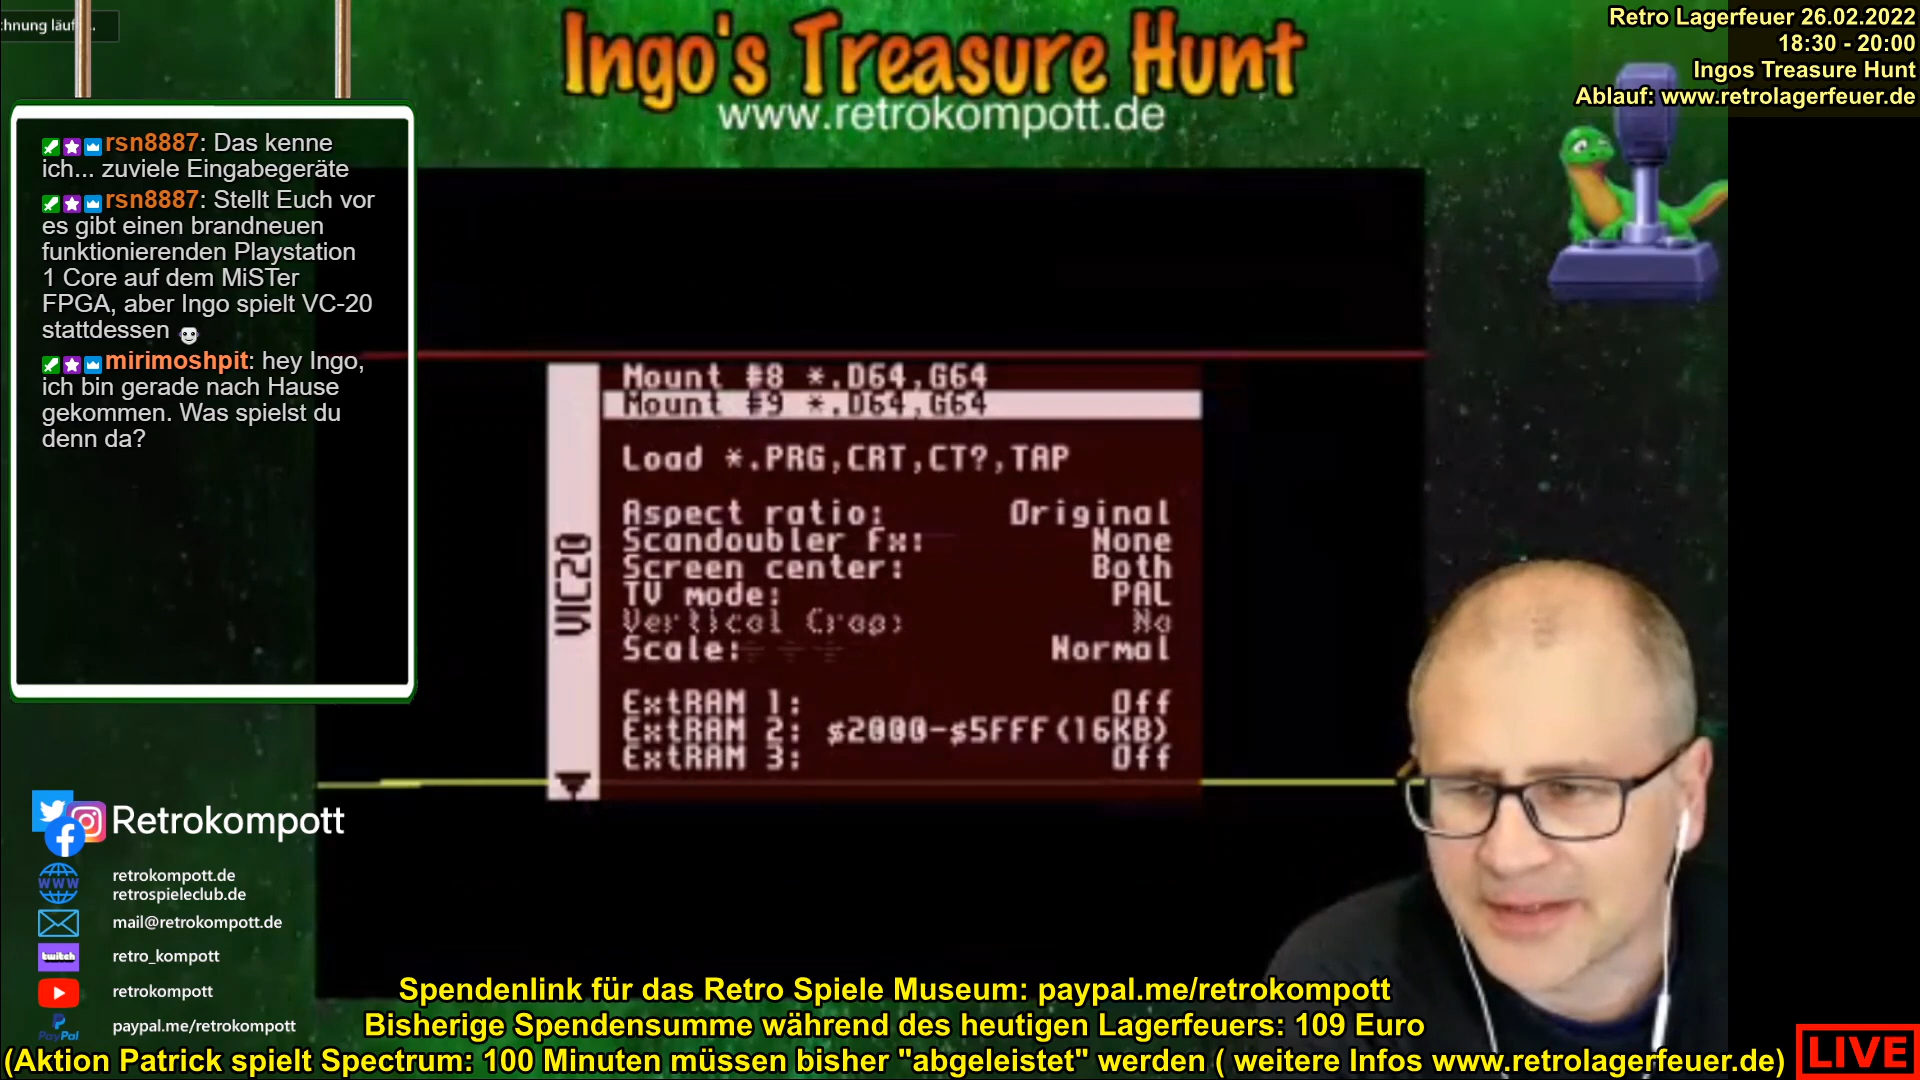 chnung läuf
Ingo's Treasure Hunt
www.retrokompott.de
Retro Lagerfeuer 26.02.2022
18:30 - 20:00
Ingos Treasure Hunt
Ablauf: www.retrolagerfeuer.de
rsn8887: Das kenne
ich... zuviele Eingabegeräte
rsn8887: Stellt Euch vor
es gibt einen brandneuen
funktionierenden Playstation
1 Core auf dem MiSTer
FPGA, aber Ingo spielt VC-20
stattdessen
mirimoshpit: hey Ingo,
ich bin gerade nach Hause
gekommen. Was spielst du
denn da?
VIC20
Mount #8 *.D64,G64
Mount #9 *.D64,G64
Load *.PRG,CRT,CT?,TAP
Aspect ratio: Original
Scandoubler Fx: None
Screen center: Both
TV mode: PAL
Vertical Crop: No
Scale: Normal
ExtRAM 1: Off
ExtRAM 2: $2000-$5FFF(16KB)
ExtRAM 3: Off
Retrokompott
www
retrokompott.de
retrospieleclub.de
mail@retrokompott.de
twitch
retro_kompott
retrokompott
PayPal
paypal.me/retrokompott
Spendenlink für das Retro Spiele Museum: paypal.me/retrokompott
Bisherige Spendensumme während des heutigen Lagerfeuers: 109 Euro
(Aktion Patrick spielt Spectrum: 100 Minuten müssen bisher "abgeleistet" werden ( weitere Infos www.retrolagerfeuer.de)
LIVE